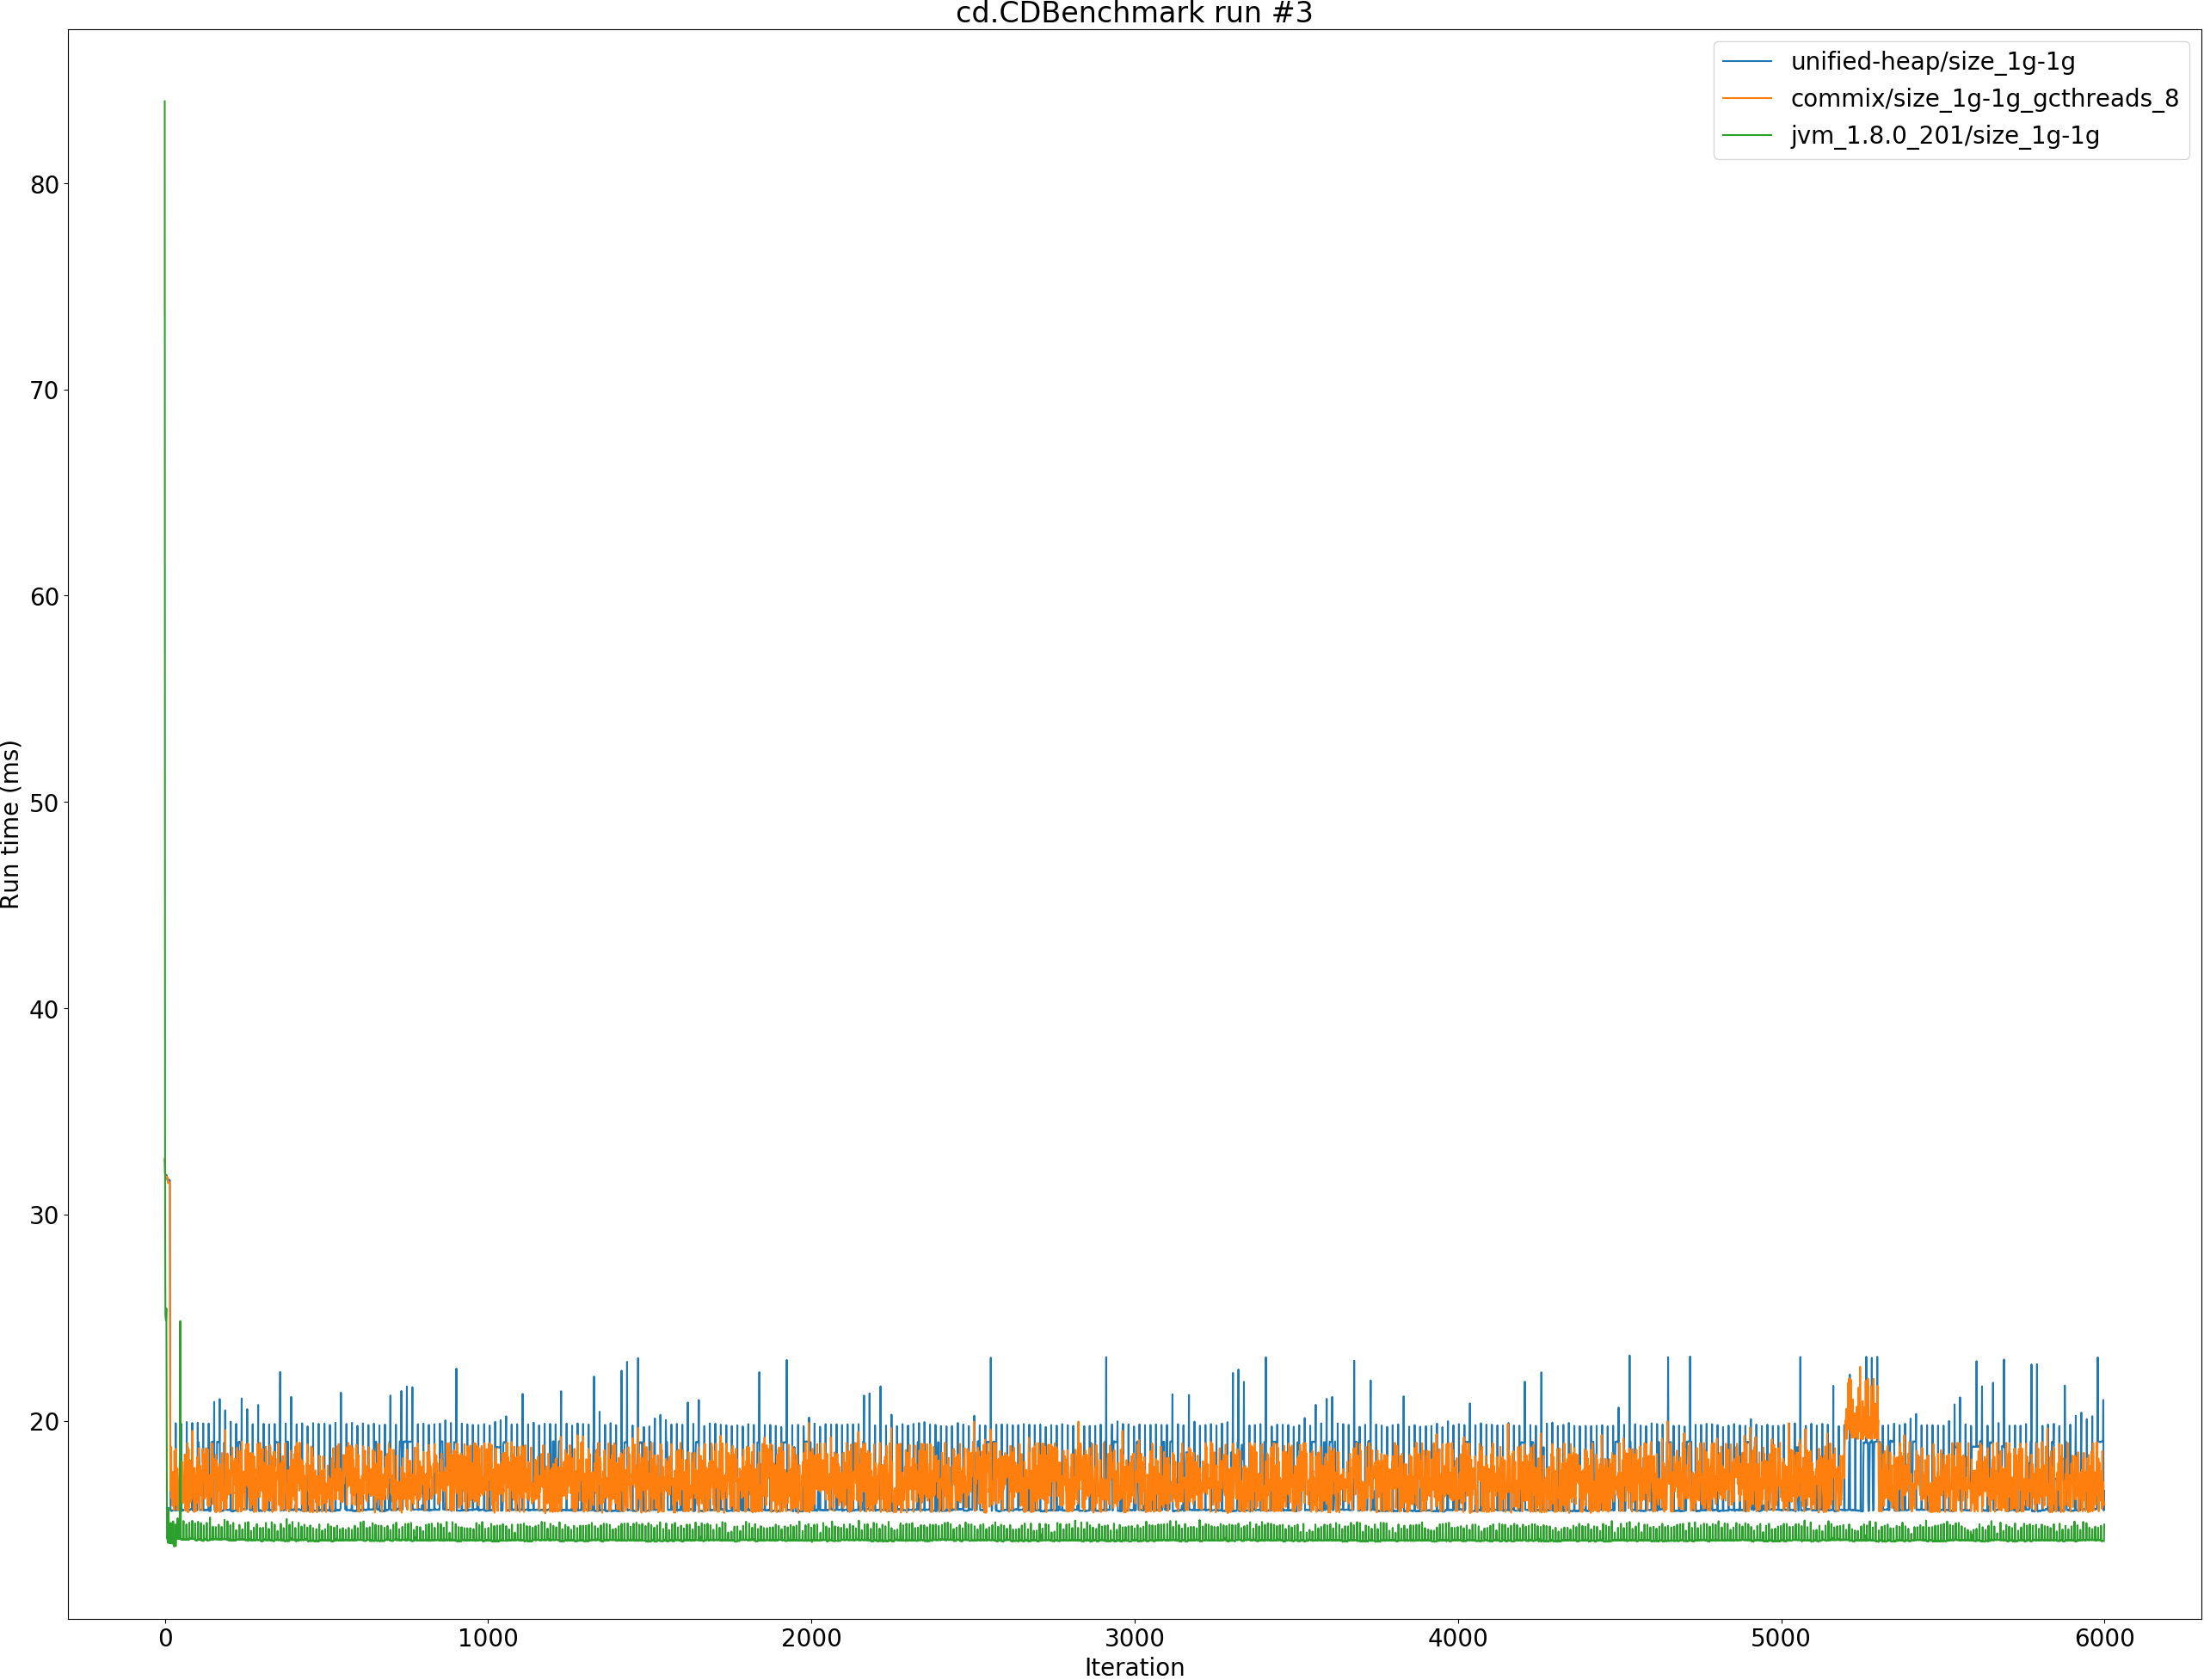 cd.CDBenchmark run #3
unified-heap/size_1g-1g
commix/size_1g-1g_gcthreads_8
jvm_1.8.0_201/size_1g-1g
Run time (ms)
80
70
60
50
40
30
20
0 1000 2000 3000 4000 5000 6000
Iteration